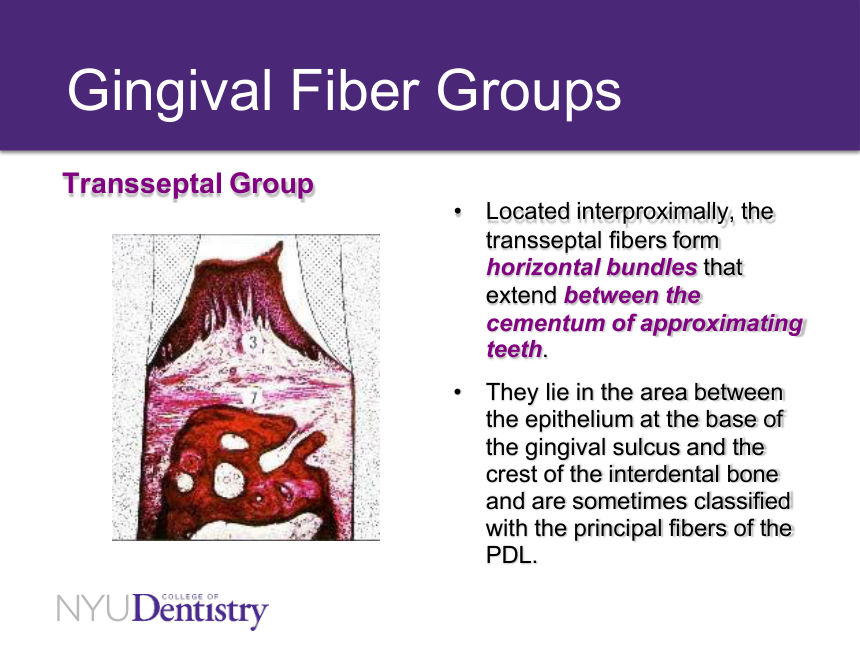 Gingival Fiber Groups
Transseptal Group
• Located interproximally, the
transseptal fibers form
horizontal bundles that
extend between the
cementum of approximating
teeth.
• They lie in the area between
the epithelium at the base of
the gingival sulcus and the
crest of the interdental bone
and are sometimes classified
with the principal fibers of the
PDL.
3
7
NYU COLLEGE OF Dentistry